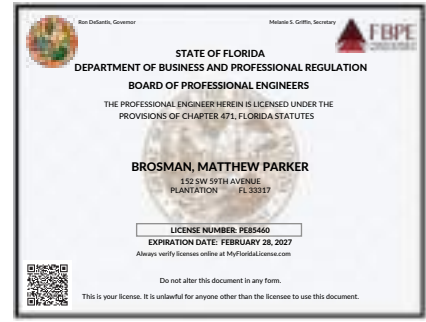 Ron DeSantis, Governor
Melanie S. Griffin, Secretary
FBPE
STATE OF FLORIDA
DEPARTMENT OF BUSINESS AND PROFESSIONAL REGULATION
BOARD OF PROFESSIONAL ENGINEERS
THE PROFESSIONAL ENGINEER HEREIN IS LICENSED UNDER THE
PROVISIONS OF CHAPTER 471, FLORIDA STATUTES
BROSMAN, MATTHEW PARKER
152 SW 59TH AVENUE
PLANTATION FL 33317
LICENSE NUMBER: PE85460
EXPIRATION DATE: FEBRUARY 28, 2027
Always verify licenses online at MyFloridaLicense.com
Do not alter this document in any form.
This is your license. It is unlawful for anyone other than the licensee to use this document.